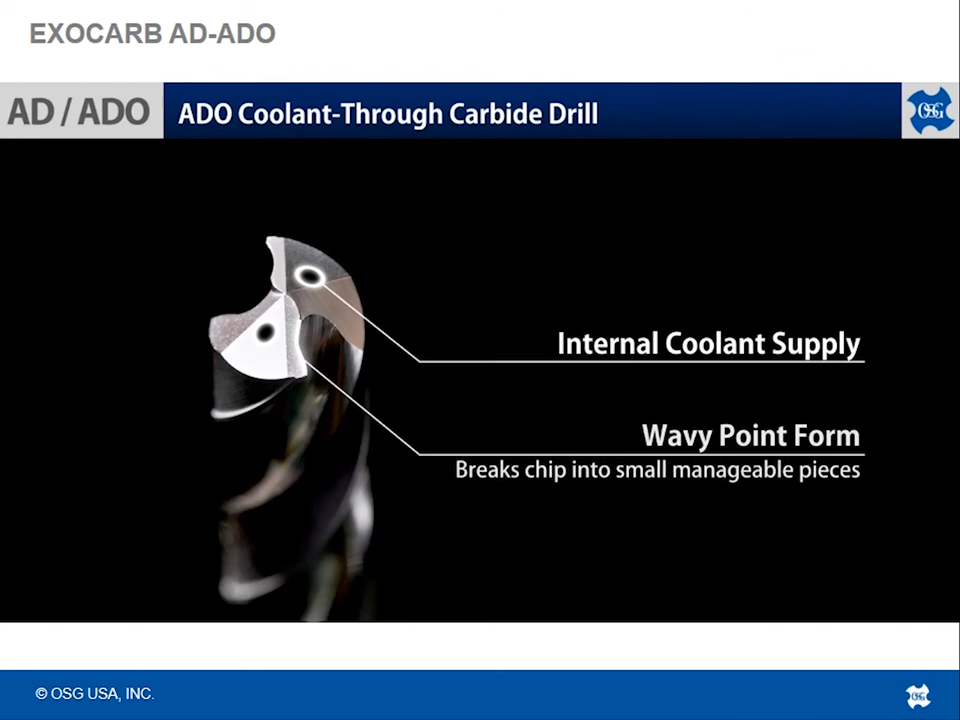 EXOCARB AD-ADO
AD / ADO
ADO Coolant-Through Carbide Drill
OSG
Internal Coolant Supply
Wavy Point Form
Breaks chip into small manageable pieces
© OSG USA, INC.